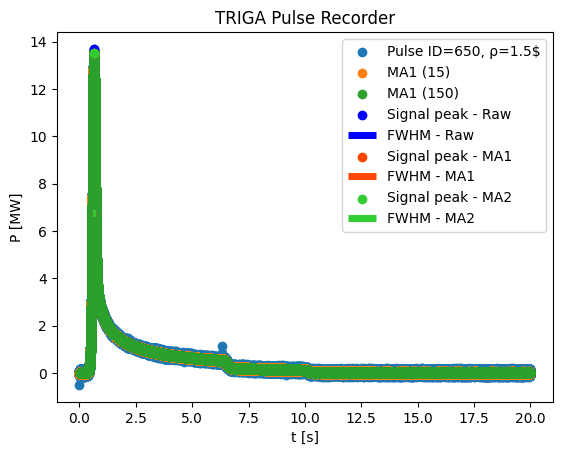 TRIGA Pulse Recorder
P [MW]
14
12
10
8
6
4
2
0
Pulse ID=650, ρ=1.5$
MA1 (15)
MA1 (150)
Signal peak - Raw
FWHM - Raw
Signal peak - MA1
FWHM - MA1
Signal peak - MA2
FWHM - MA2
0.0 2.5 5.0 7.5 10.0 12.5 15.0 17.5 20.0
t [s]